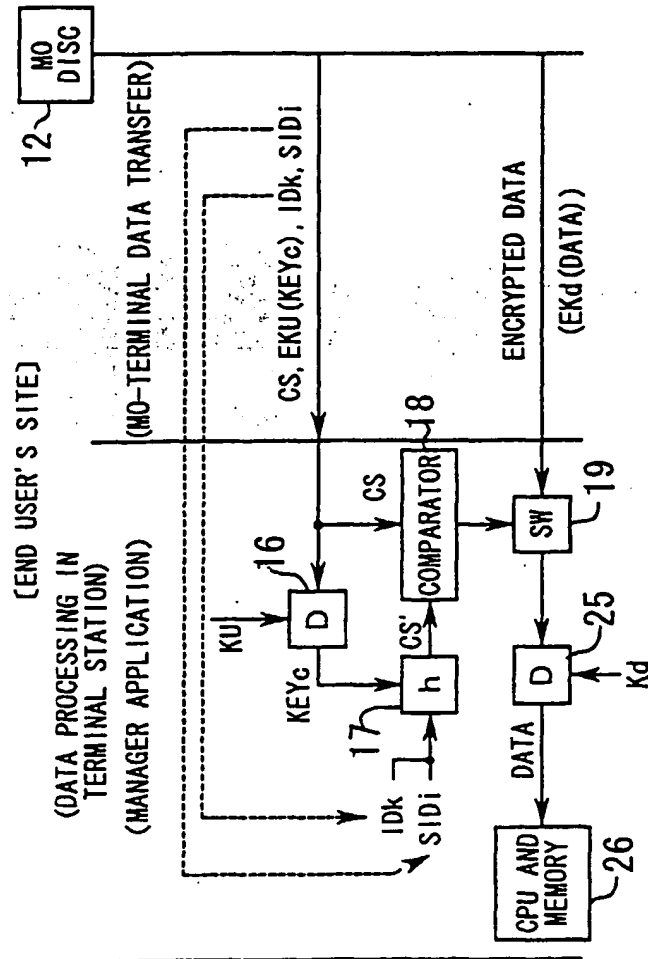 [END USER'S SITE]
(DATA PROCESSING IN
TERMINAL STATION)
(MANAGER APPLICATION)
(MO-TERMINAL DATA TRANSFER)
MO
DISC
12
CS, EKU(KEYc), IDk, SIDi
KU
16
D
KEYc
CS
IDk
SIDi
17
h
CS'
COMPARATOR
18
ENCRYPTED DATA
(EKd(DATA))
SW
19
D
25
Kd
DATA
CPU AND
MEMORY
26